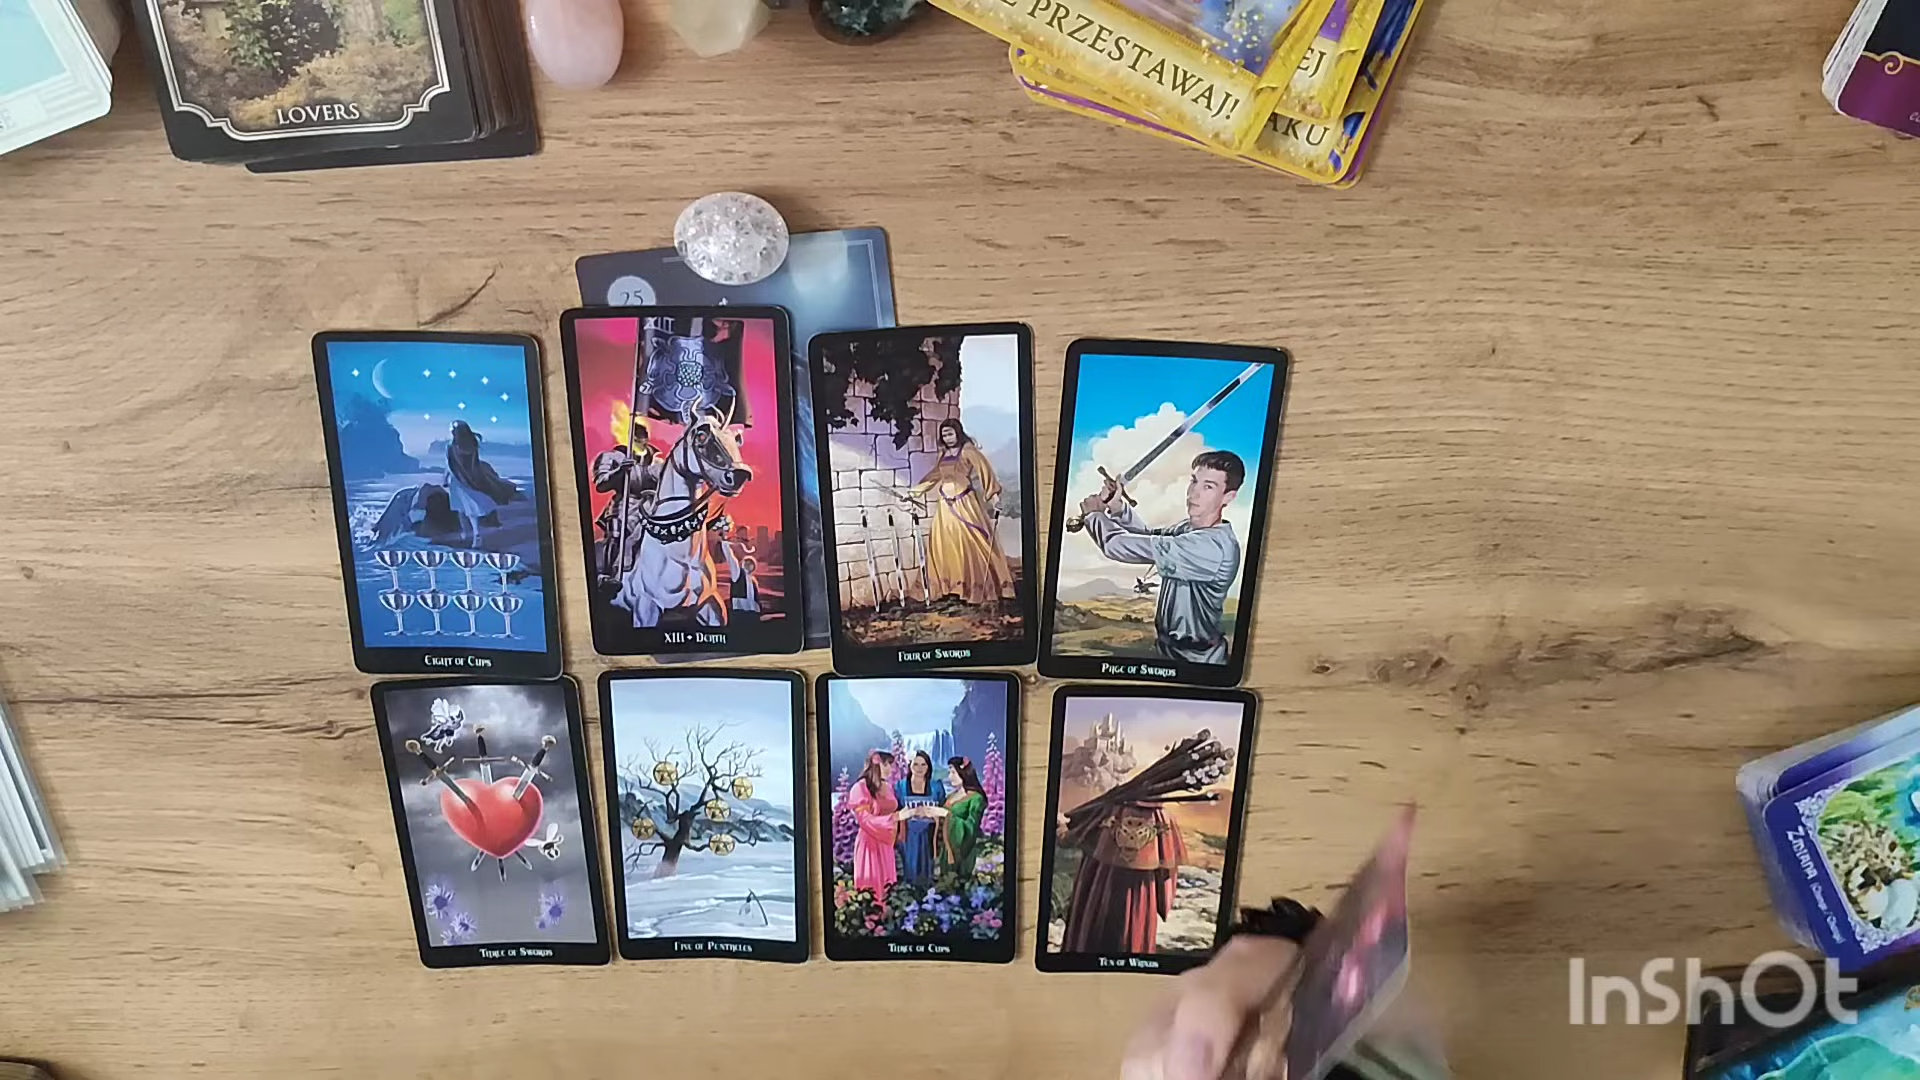 LOVERS
PRZESTAWAJ!
EJ
AKU
25
XIII
EIGHT OF CUPS
XIII • DEATH
FOUR OF SWORDS
PAGE OF SWORDS
THREE OF SWORDS
FIVE OF PENTACLES
THREE OF CUPS
TEN OF WANDS
ZMIANA
InShOt